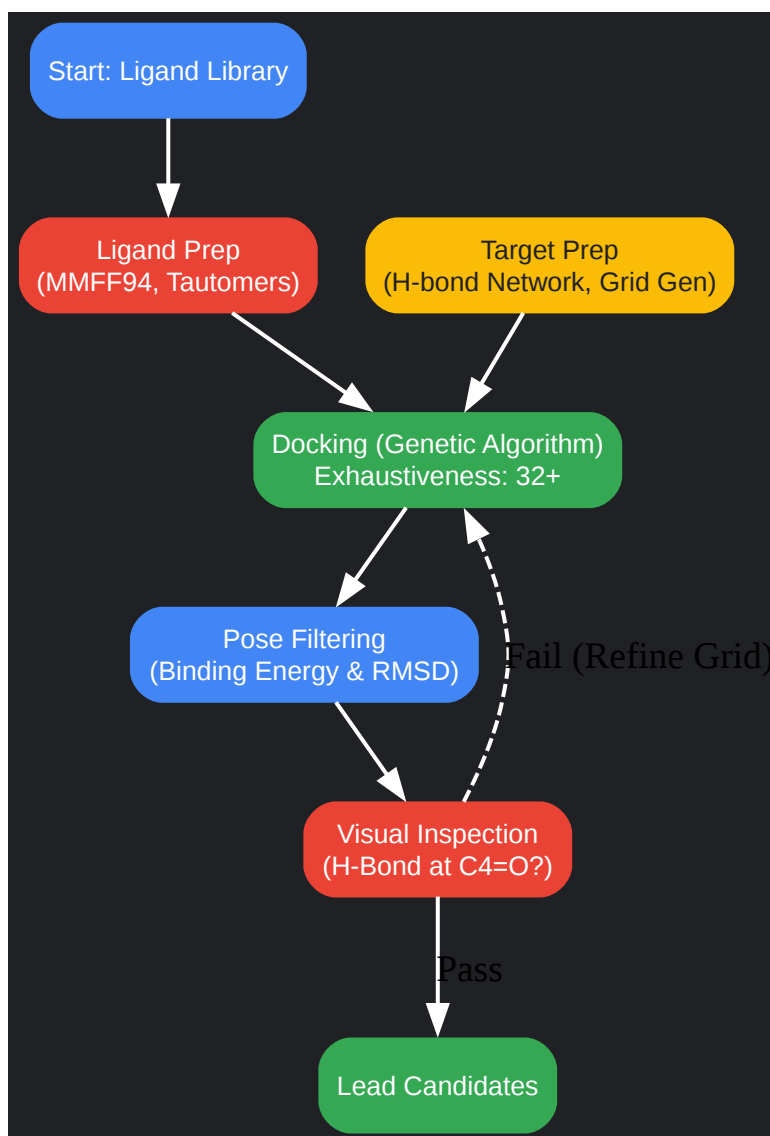 Start: Ligand Library
Ligand Prep
(MMFF94, Tautomers)
Target Prep
(H-bond Network, Grid Gen)
Docking (Genetic Algorithm)
Exhaustiveness: 32+
Pose Filtering
(Binding Energy & RMSD)
Fail (Refine Grid)
Visual Inspection
(H-Bond at C4=O?)
Pass
Lead Candidates